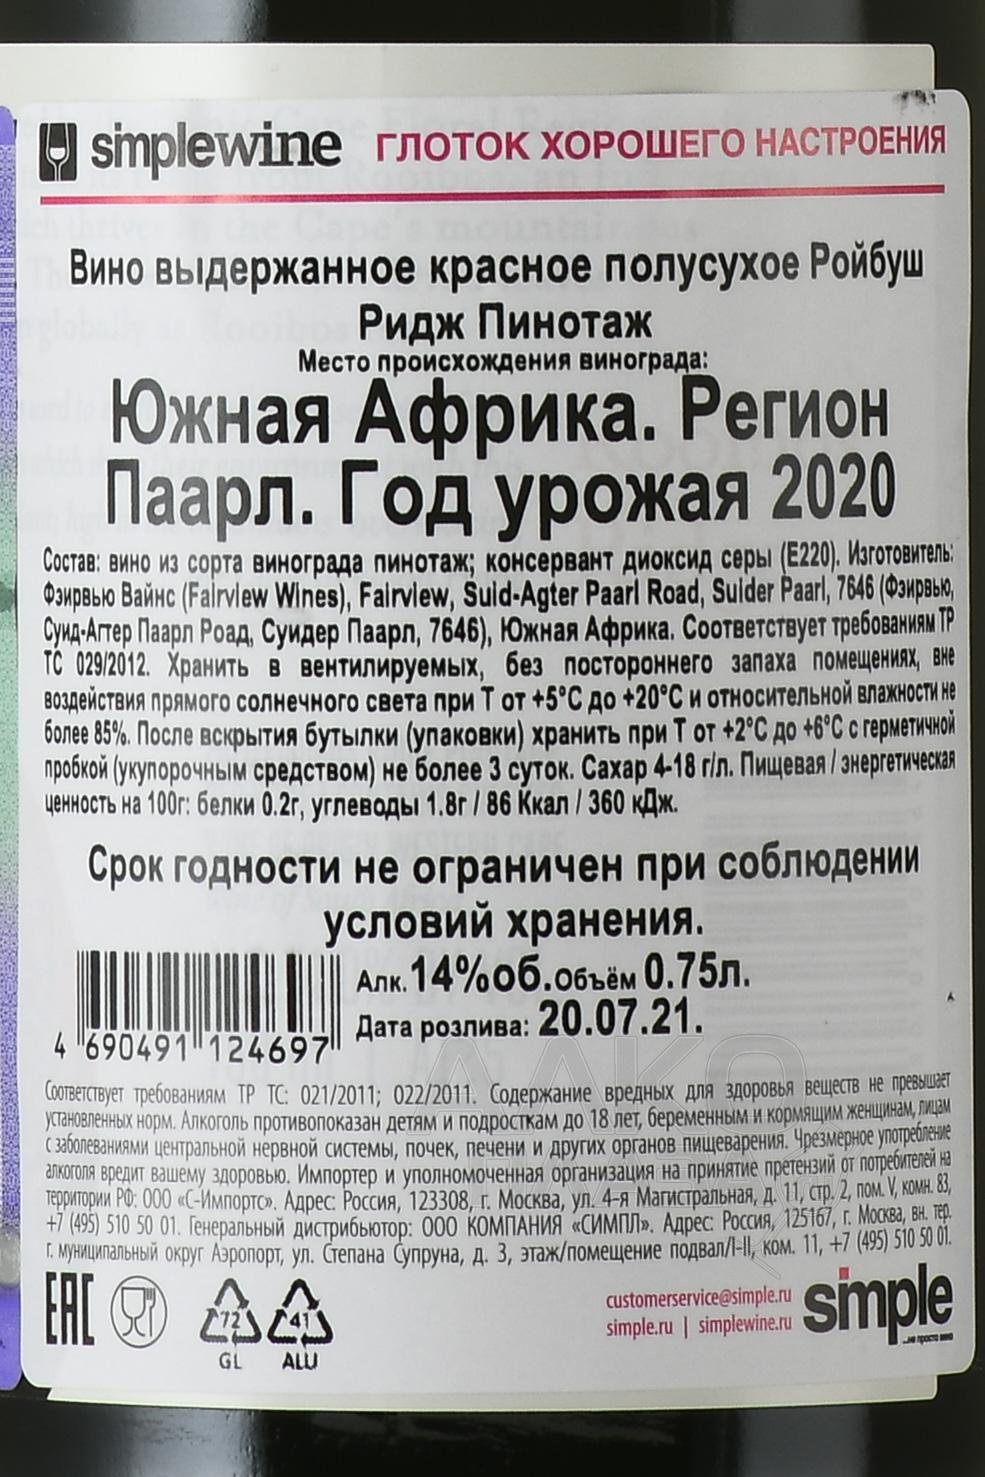 simplewine ГЛОТОК ХОРОШЕГО НАСТРОЕНИЯ
Вино выдержанное красное полусухое Ройбуш
Ридж Пинотаж
Место происхождения винограда:
Южная Африка. Регион
Паарл. Год урожая 2020
Состав: вино из сорта винограда пинотаж; консервант диоксид серы (E220). Изготовитель:
Фэирвью Вайнс (Fairview Wines), Fairview, Suid-Agter Paarl Road, Suider Paarl, 7646 (Фэирвью,
Суид-Аггер Паарл Роад, Суидер Паарл, 7646), Южная Африка. Соответствует требованиям ТР
ТС 029/2012. Хранить в вентилируемых, без постороннего запаха помещениях, вне
воздействия прямого солнечного света при Т от +5°С до +20°С и относительной влажности не
более 85%. После вскрытия бутылки (упаковки) хранить при Т от +2°С до +6°С с герметичной
пробкой (укупорочным средством) не более 3 суток. Сахар 4-18 г/л. Пищевая / энергетическая
ценность на 100г: белки 0.2г, углеводы 1.8г / 86 Ккал / 360 кДж.
Срок годности не ограничен при соблюдении
условий хранения.
Алк. 14%об. Объём 0.75л.
Дата розлива: 20.07.21.
4 690491 124697
Соответствует требованиям ТР ТС: 021/2011; 022/2011. Содержание вредных для здоровья веществ не превышает
установленных норм. Алкоголь противопоказан детям и подросткам до 18 лет, беременным и кормящим женщинам, лицам
с заболеваниями центральной нервной системы, почек, печени и других органов пищеварения. Чрезмерное употребление
алкоголя вредит вашему здоровью. Импортер и уполномоченная организация на принятие претензий от потребителей на
территории РФ: ООО «С-Импортс». Адрес: Россия, 123308, г. Москва, ул. 4-я Магистральная, д. 11, стр. 2, пом. V, комн. 83,
+7 (495) 510 50 01. Генеральный дистрибьютор: ООО КОМПАНИЯ «СИМПЛ». Адрес: Россия, 125167, г. Москва, вн. тер.
г. муниципальный округ Аэропорт, ул. Степана Супруна, д. 3, этаж/помещение подвал/I-II, ком. 11, +7 (495) 510 50 01.
EAC
72
GL
41
ALU
customerservice@simple.ru
simple.ru | simplewine.ru
simple
...не просто вино